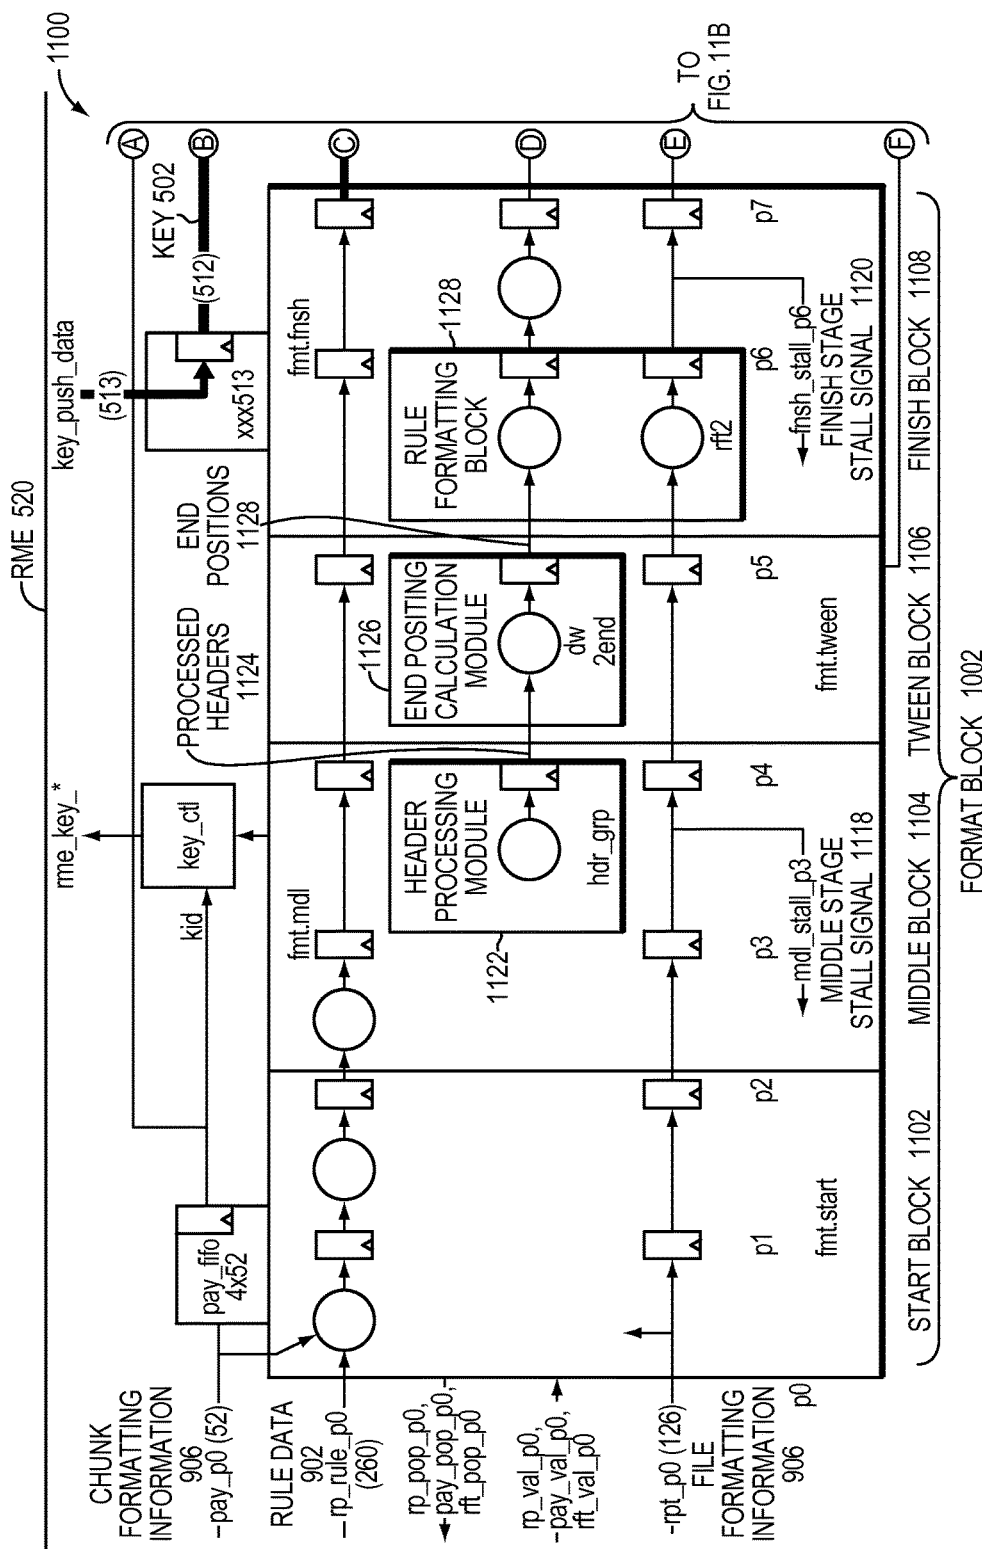 1100
RME 520
key_push_data
(513)
KEY 502
(512)
xxx513
rme_key_*
key_ctl
kid
pay_fifo
4x52
A
B
C
D
E
F
TO
FIG. 11B
CHUNK
FORMATTING
INFORMATION
906
pay_p0 (52)
RULE DATA
902
rp_rule_p0
(260)
rp_pop_p0,
pay_pop_p0,
rft_pop_p0
rp_val_p0,
pay_val_p0,
rft_val_p0
rpt_p0 (126)
FILE
FORMATTING
INFORMATION
906
p0
PROCESSED
HEADERS
1124
END
POSITIONS
1128
fmt.mdl
fmt.fnsh
HEADER
PROCESSING
MODULE
hdr_grp
1122
1126
END POSITING
CALCULATION
MODULE
dw
2end
RULE
FORMATTING
BLOCK
1128
rft2
p1
p2
p3
p4
p5
p6
p7
fmt.start
mdl_stall_p3
MIDDLE STAGE
STALL SIGNAL 1118
fmt.tween
fnsh_stall_p6
FINISH STAGE
STALL SIGNAL 1120
START BLOCK 1102
MIDDLE BLOCK 1104
TWEEN BLOCK 1106
FINISH BLOCK 1108
FORMAT BLOCK 1002